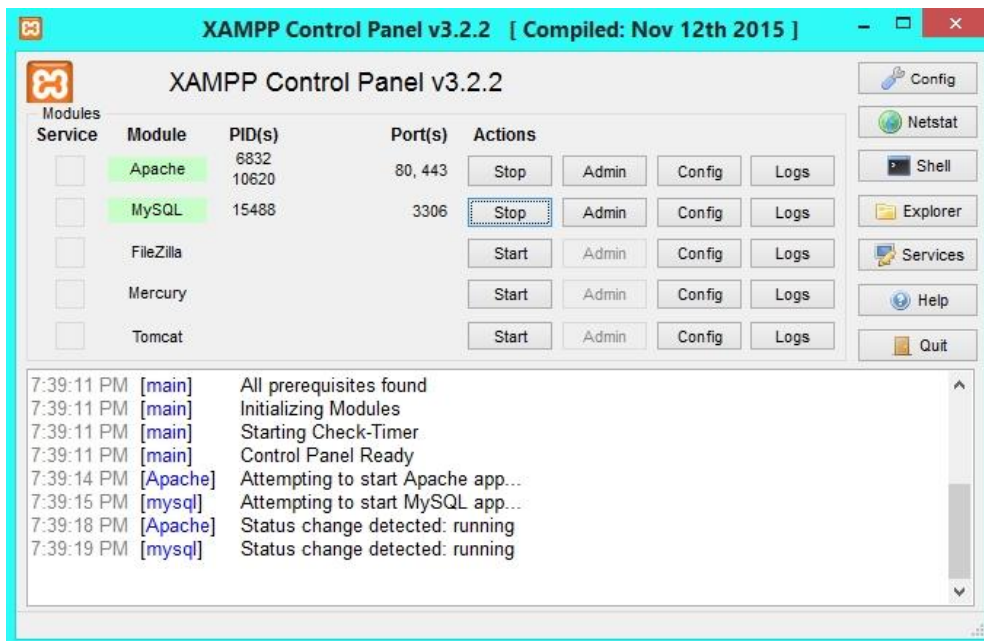 XAMPP Control Panel v3.2.2 [ Compiled: Nov 12th 2015 ]
XAMPP Control Panel v3.2.2
Config
Modules
Service Module PID(s) Port(s) Actions
Netstat
Apache 6832 10620 80, 443 Stop Admin Config Logs
Shell
MySQL 15488 3306 Stop Admin Config Logs
Explorer
FileZilla Start Admin Config Logs
Services
Mercury Start Admin Config Logs
Help
Tomcat Start Admin Config Logs
Quit
7:39:11 PM [main] All prerequisites found
7:39:11 PM [main] Initializing Modules
7:39:11 PM [main] Starting Check-Timer
7:39:11 PM [main] Control Panel Ready
7:39:14 PM [Apache] Attempting to start Apache app...
7:39:15 PM [mysql] Attempting to start MySQL app...
7:39:18 PM [Apache] Status change detected: running
7:39:19 PM [mysql] Status change detected: running